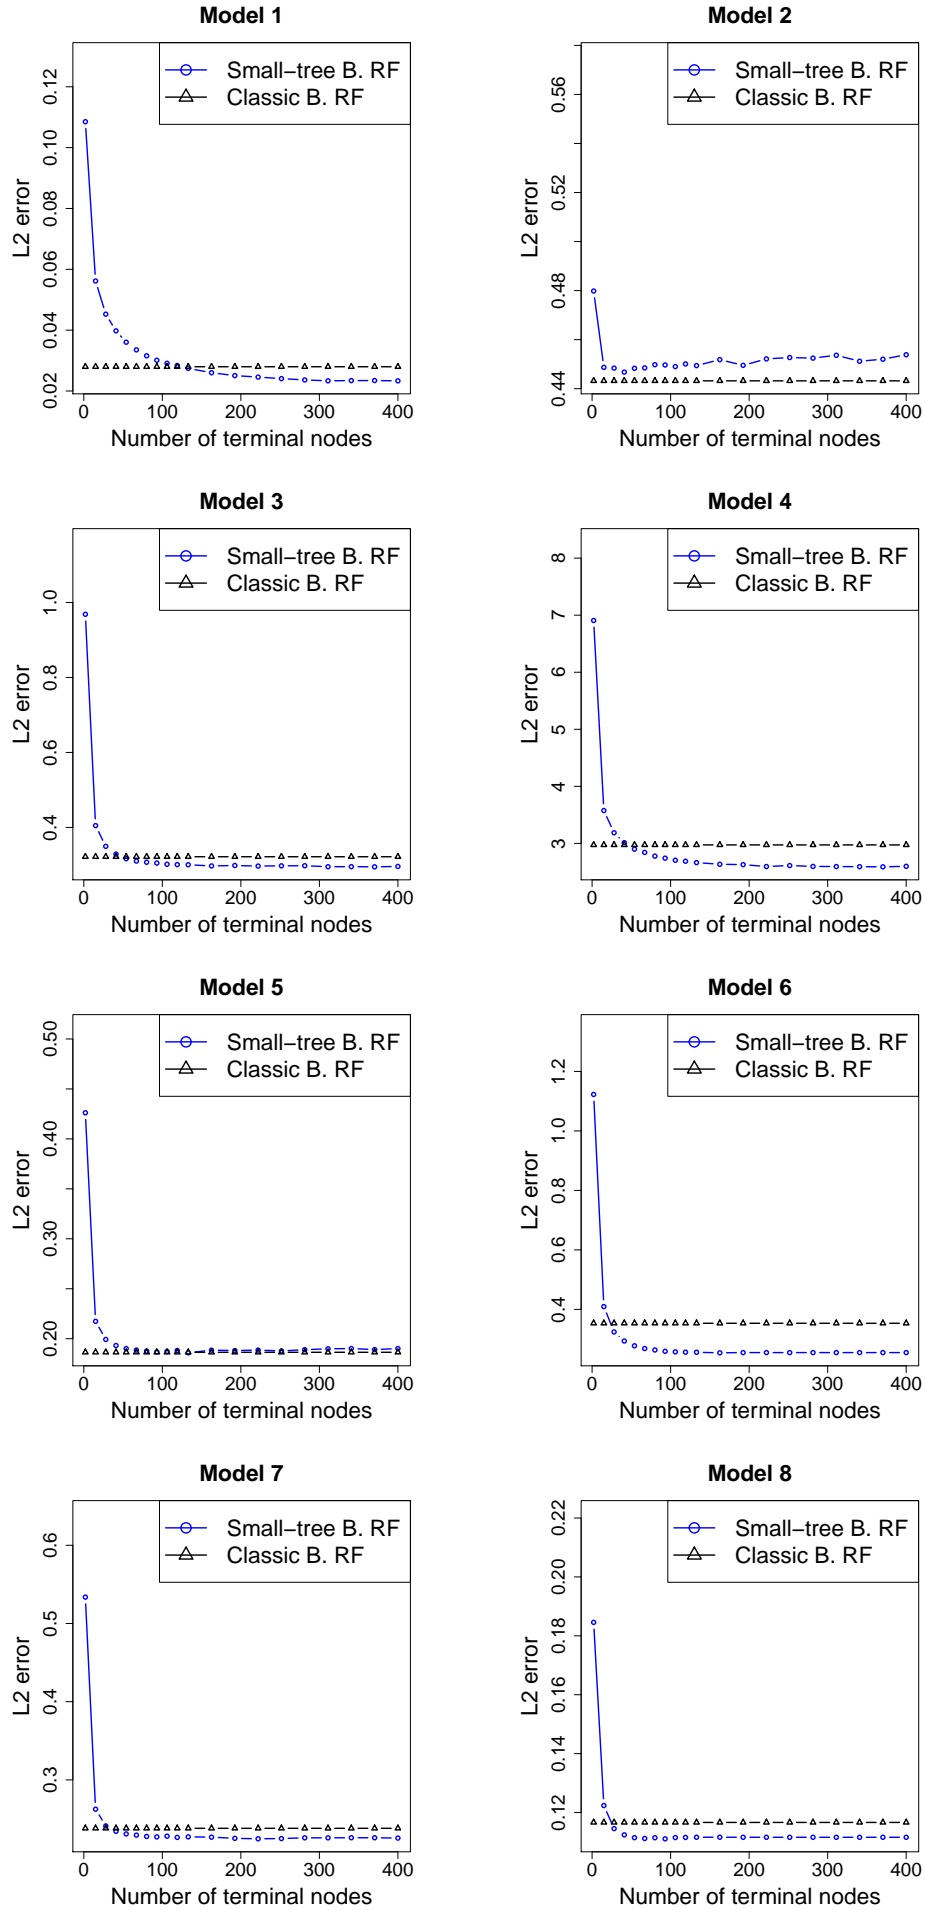 Model 1
Small−tree B. RF
Classic B. RF
L2 error
0.02 0.04 0.06 0.08 0.10 0.12
0 100 200 300 400
Number of terminal nodes
Model 2
Small−tree B. RF
Classic B. RF
L2 error
0.44 0.48 0.52 0.56
0 100 200 300 400
Number of terminal nodes
Model 3
Small−tree B. RF
Classic B. RF
L2 error
0.4 0.6 0.8 1.0
0 100 200 300 400
Number of terminal nodes
Model 4
Small−tree B. RF
Classic B. RF
L2 error
3 4 5 6 7 8
0 100 200 300 400
Number of terminal nodes
Model 5
Small−tree B. RF
Classic B. RF
L2 error
0.20 0.30 0.40 0.50
0 100 200 300 400
Number of terminal nodes
Model 6
Small−tree B. RF
Classic B. RF
L2 error
0.4 0.6 0.8 1.0 1.2
0 100 200 300 400
Number of terminal nodes
Model 7
Small−tree B. RF
Classic B. RF
L2 error
0.3 0.4 0.5 0.6
0 100 200 300 400
Number of terminal nodes
Model 8
Small−tree B. RF
Classic B. RF
L2 error
0.12 0.14 0.16 0.18 0.20 0.22
0 100 200 300 400
Number of terminal nodes